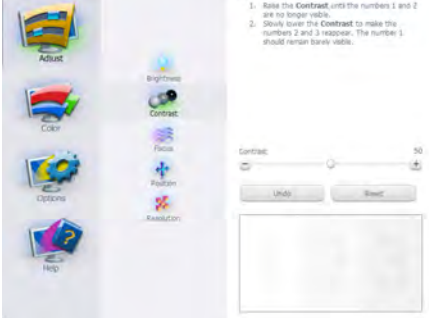 Adjust
Color
Options
Help
Brightness
Contrast
Focus
Position
Resolution
1. Raise the Contrast until the numbers 1 and 2
are no longer visible.
2. Slowly lower the Contrast to make the
numbers 2 and 3 reappear. The number 1
should remain barely visible.
Contrast 50
Undo Reset